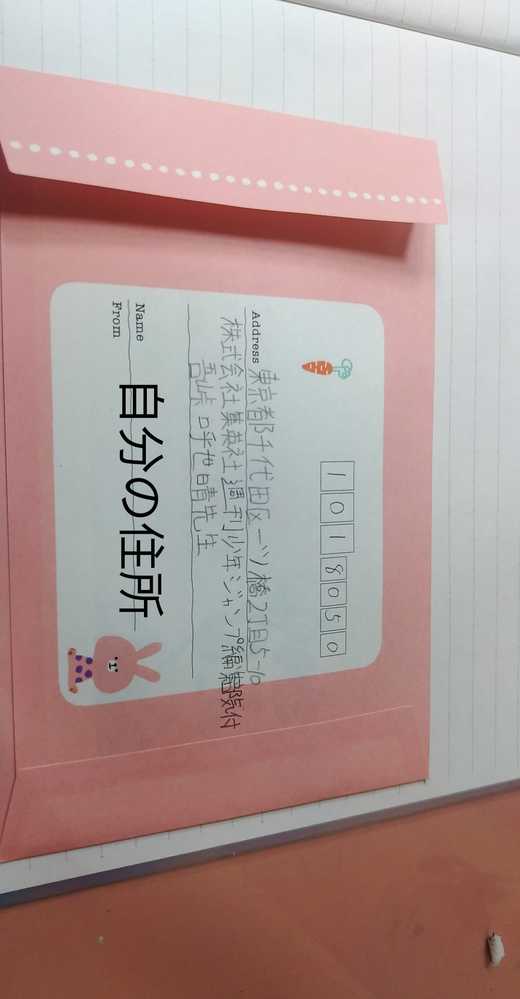 1018050
Address 東京都千代田区一ツ橋2丁目5-10
株式会社集英社 週刊少年ジャンプ編集部気付
吾峠呼世晴先生
Name
From
自分の住所